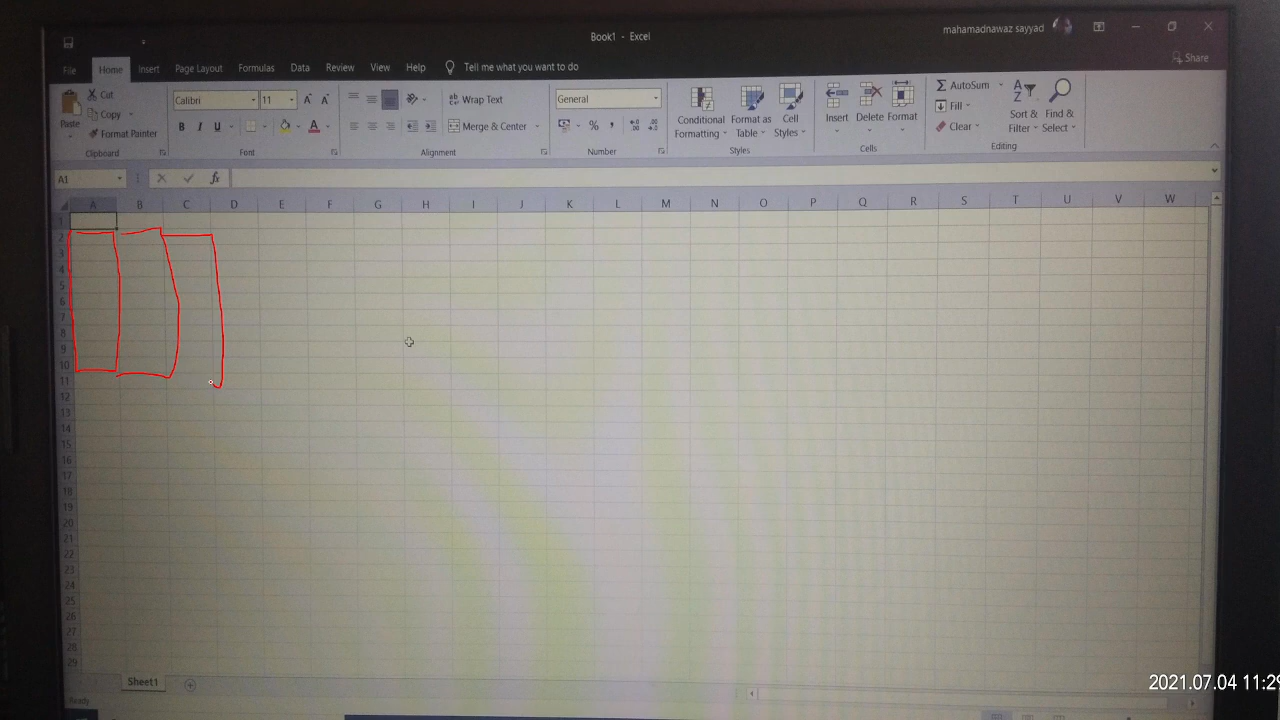 Book1 - Excel
mahamadnawaz sayyad
File Home Insert Page Layout Formulas Data Review View Help Tell me what you want to do
Share
Paste
Cut
Copy
Format Painter
Clipboard
Calibri 11
B I U A
Font
ab Wrap Text
Merge & Center
Alignment
General
% ,
Number
Conditional Formatting
Format as Table
Cell Styles
Styles
Insert Delete Format
Cells
AutoSum
Fill
Clear
Sort & Filter
Find & Select
Editing
A1
fx
A B C D E F G H I J K L M N O P Q R S T U V W
1
2
3
4
5
6
7
8
9
10
11
12
13
14
15
16
17
18
19
20
21
22
23
24
25
26
27
28
29
Sheet1
Ready
2021.07.04 11:29